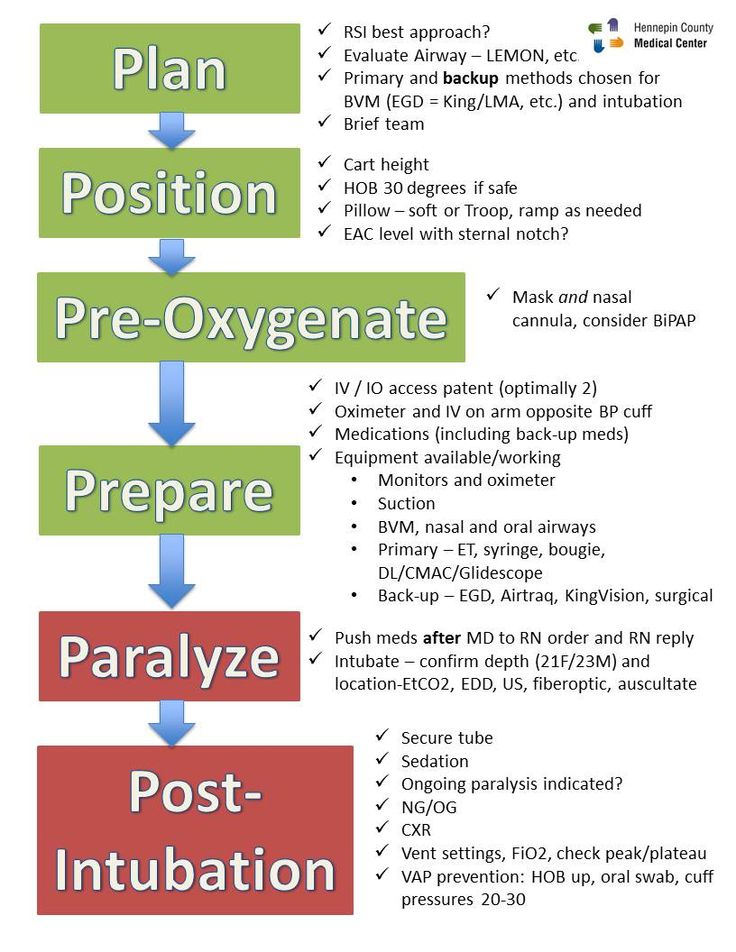 Hennepin County
Medical Center
Plan
✓ RSI best approach?
✓ Evaluate Airway – LEMON, etc.
✓ Primary and backup methods chosen for
BVM (EGD = King/LMA, etc.) and intubation
✓ Brief team
Position
✓ Cart height
✓ HOB 30 degrees if safe
✓ Pillow – soft or Troop, ramp as needed
✓ EAC level with sternal notch?
Pre-Oxygenate
✓ Mask and nasal
cannula, consider BiPAP
Prepare
✓ IV / IO access patent (optimally 2)
✓ Oximeter and IV on arm opposite BP cuff
✓ Medications (including back-up meds)
✓ Equipment available/working
• Monitors and oximeter
• Suction
• BVM, nasal and oral airways
• Primary – ET, syringe, bougie,
DL/CMAC/Glidescope
• Back-up – EGD, Airtraq, KingVision, surgical
Paralyze
✓ Push meds after MD to RN order and RN reply
✓ Intubate – confirm depth (21F/23M) and
location-EtCO2, EDD, US, fiberoptic, auscultate
Post-
Intubation
✓ Secure tube
✓ Sedation
✓ Ongoing paralysis indicated?
✓ NG/OG
✓ CXR
✓ Vent settings, FiO2, check peak/plateau
✓ VAP prevention: HOB up, oral swab, cuff
pressures 20-30